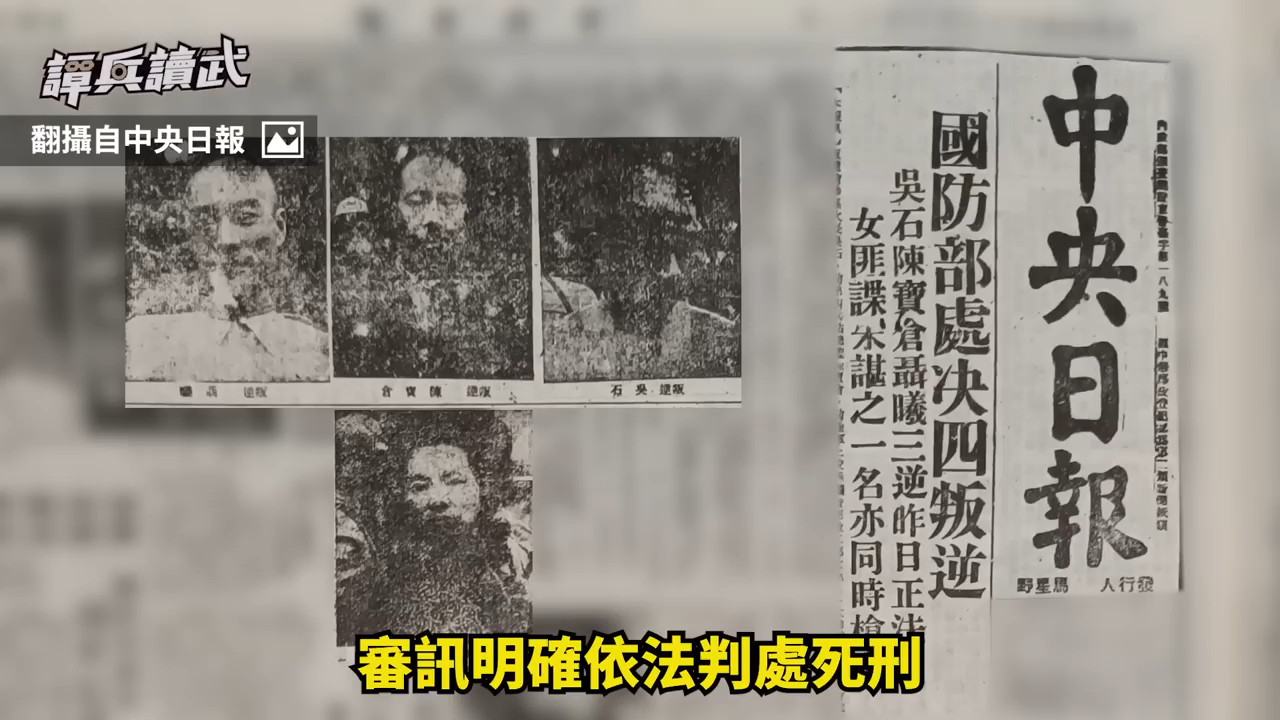 譚兵讀武
翻攝自中央日報
中央日報
發行人 馬星野
國防部處決四叛逆
吳石陳寶倉聶曦三逆昨日正法
女匪諜朱諶之一名亦同時槍
叛逆 聶曦
叛逆 陳寶倉
叛逆 吳石
審訊明確依法判處死刑